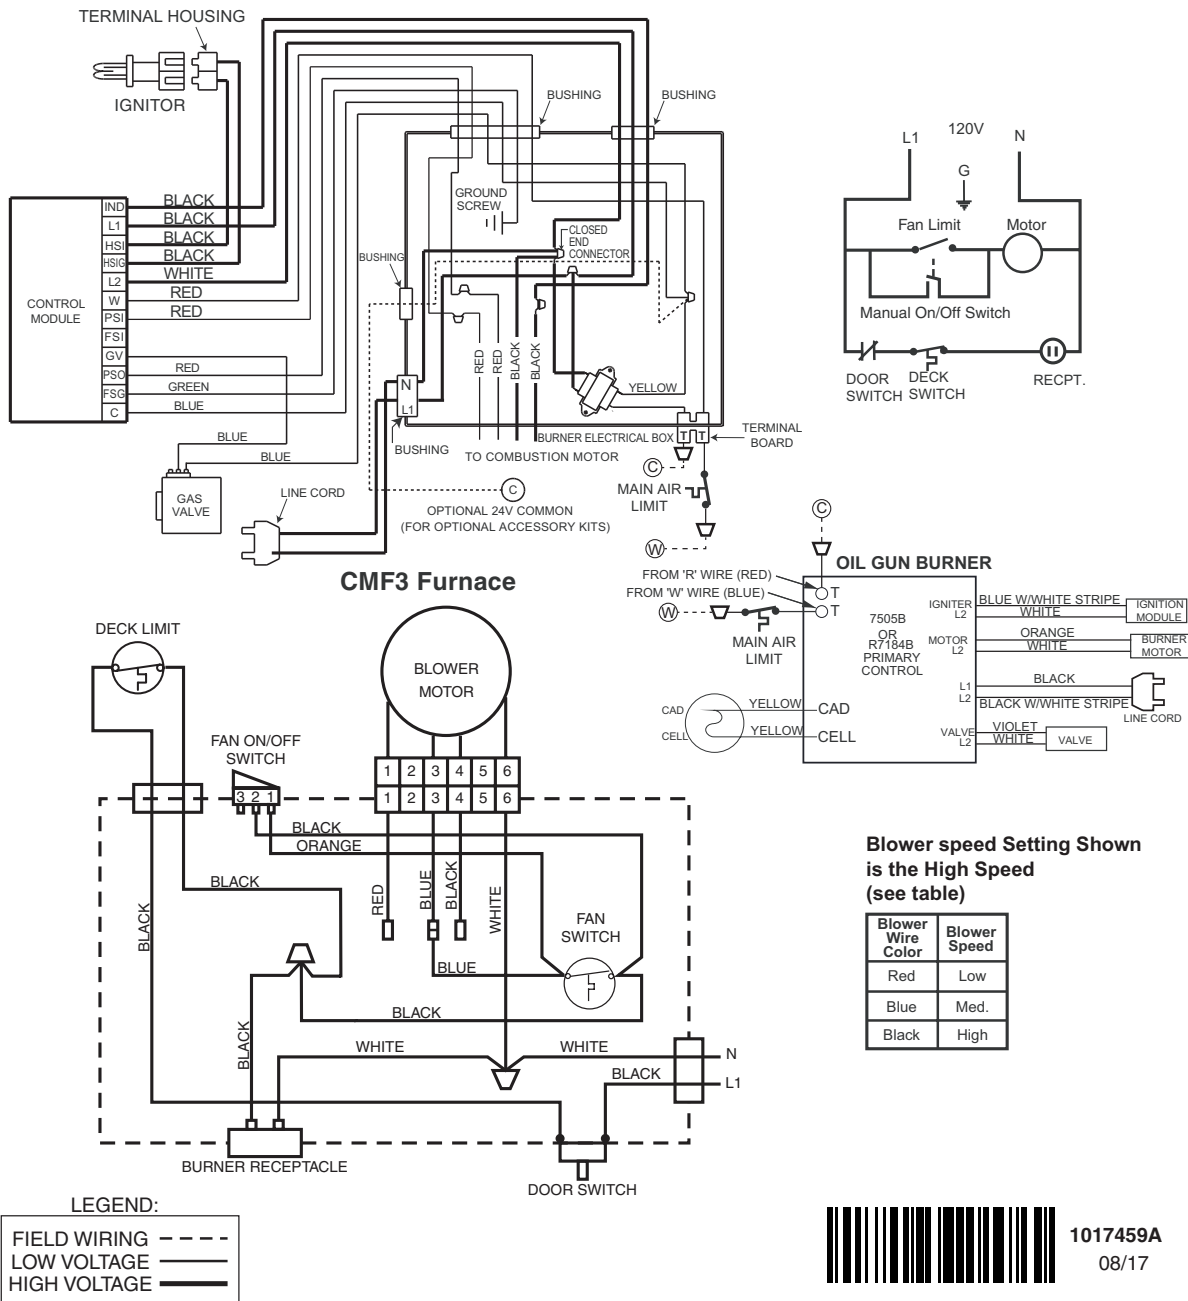 TERMINAL HOUSING
IGNITOR
BUSHING
BUSHING
CONTROL
MODULE
IND
L1
HSI
HSIG
L2
W
PSI
FSI
GV
PSO
FSG
C
BLACK
BLACK
BLACK
BLACK
WHITE
RED
RED
RED
GREEN
BLUE
BLUE
BLUE
GAS
VALVE
LINE CORD
GROUND
SCREW
CLOSED
END
CONNECTOR
BUSHING
N
L1
BUSHING
RED
RED
BLACK
BLACK
YELLOW
BURNER ELECTRICAL BOX
T T
TERMINAL
BOARD
TO COMBUSTION MOTOR
C
OPTIONAL 24V COMMON
(FOR OPTIONAL ACCESSORY KITS)
C
MAIN AIR
LIMIT
W
L1
120V
N
G
Fan Limit
Motor
Manual On/Off Switch
DOOR
SWITCH
DECK
SWITCH
RECPT.
CMF3 Furnace
C
OIL GUN BURNER
FROM 'R' WIRE (RED)
FROM 'W' WIRE (BLUE)
T
T
W
MAIN AIR
LIMIT
7505B
OR
R7184B
PRIMARY
CONTROL
IGNITER
L2
BLUE W/WHITE STRIPE
WHITE
IGNITION
MODULE
MOTOR
L2
ORANGE
WHITE
BURNER
MOTOR
L1
L2
BLACK
BLACK W/WHITE STRIPE
LINE CORD
VALVE
L2
VIOLET
WHITE
VALVE
CAD
CELL
YELLOW
YELLOW
CAD
CELL
DECK LIMIT
BLOWER
MOTOR
FAN ON/OFF
SWITCH
3 2 1
1 2 3 4 5 6
1 2 3 4 5 6
BLACK
ORANGE
BLACK
BLACK
RED
BLUE
BLACK
WHITE
FAN
SWITCH
BLUE
BLACK
BLACK
WHITE
WHITE
N
BLACK
L1
BURNER RECEPTACLE
DOOR SWITCH
Blower speed Setting Shown
is the High Speed
(see table)
Blower
Wire
Color
Blower
Speed
Red Low
Blue Med.
Black High
LEGEND:
FIELD WIRING
LOW VOLTAGE
HIGH VOLTAGE
1017459A
08/17